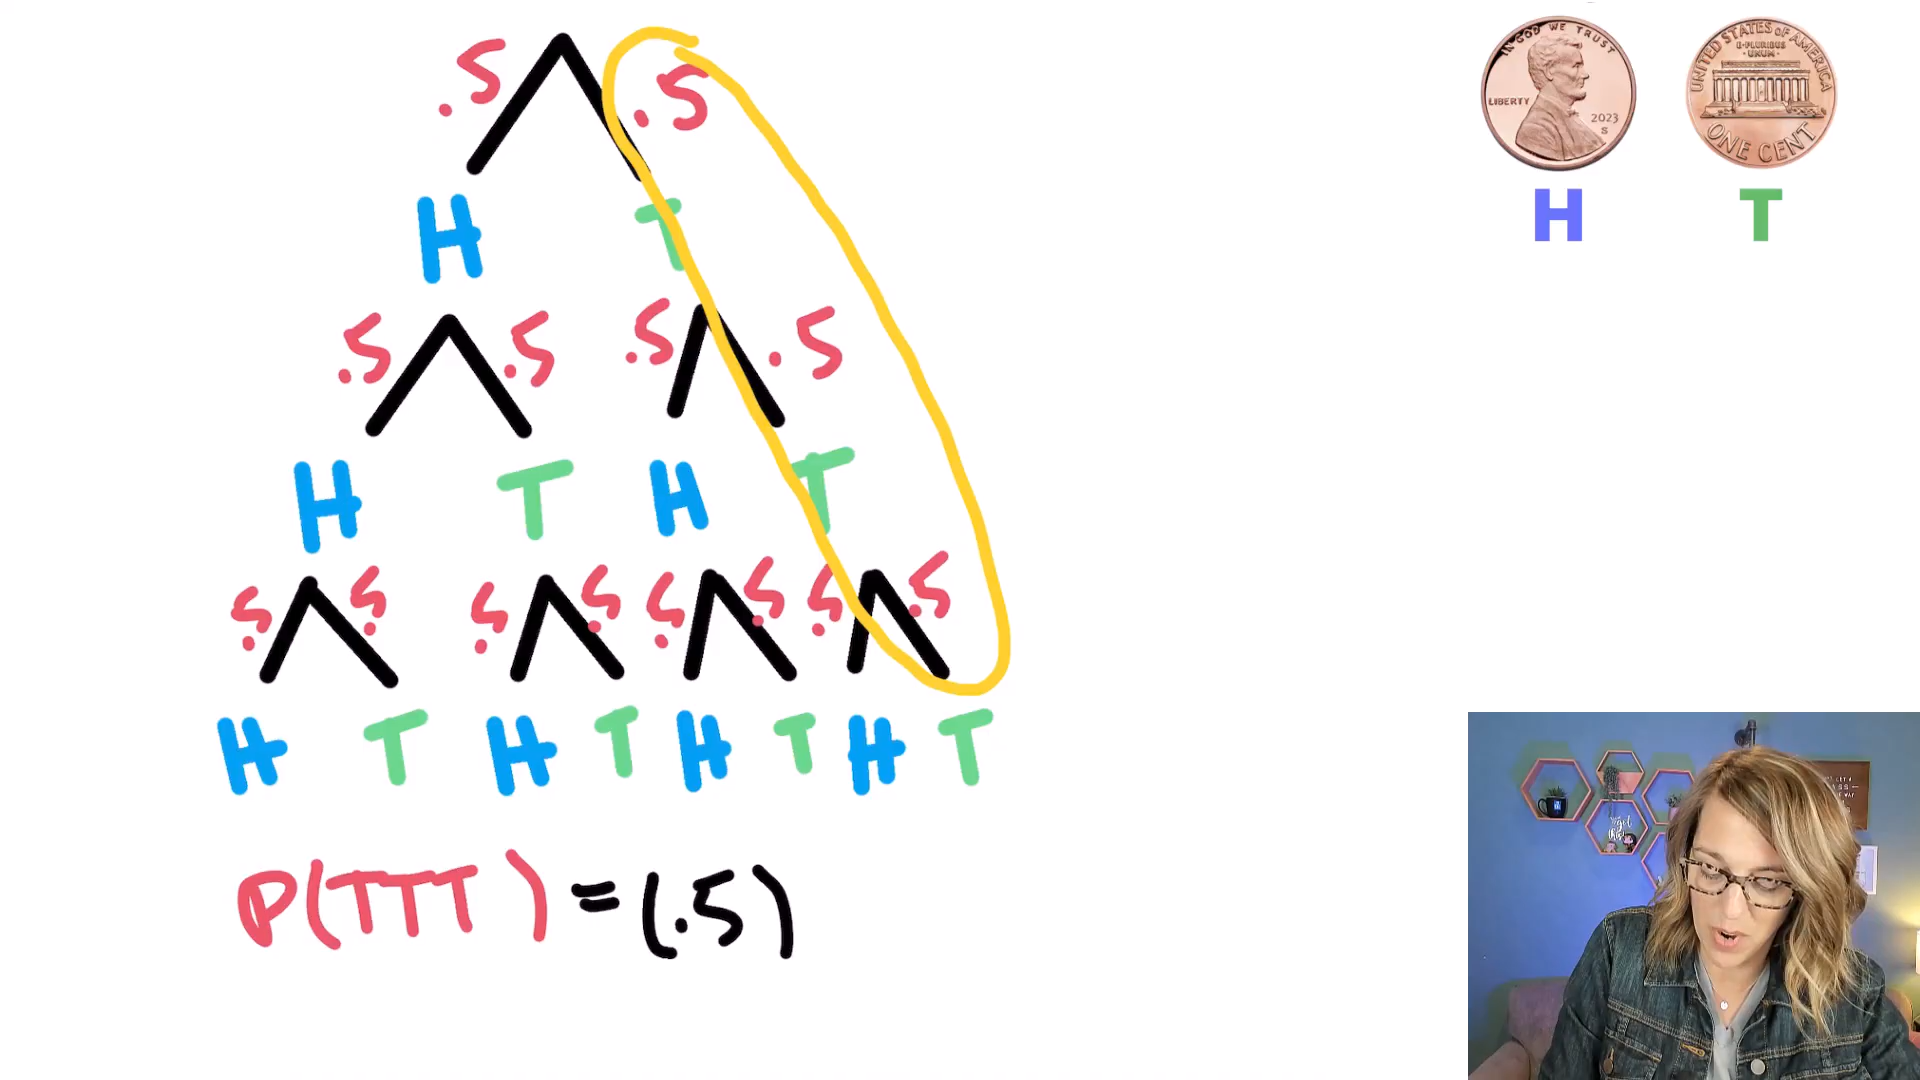 .5 .5
H T
.5 .5 .5 .5
H T H T
.5 .5 .5 .5 .5 .5 .5 .5
H T H T H T H T
P(TTT) = (.5)
IN GOD WE TRUST
LIBERTY
2023
S
UNITED STATES OF AMERICA
E·PLURIBUS
·UNUM·
ONE CENT
H T